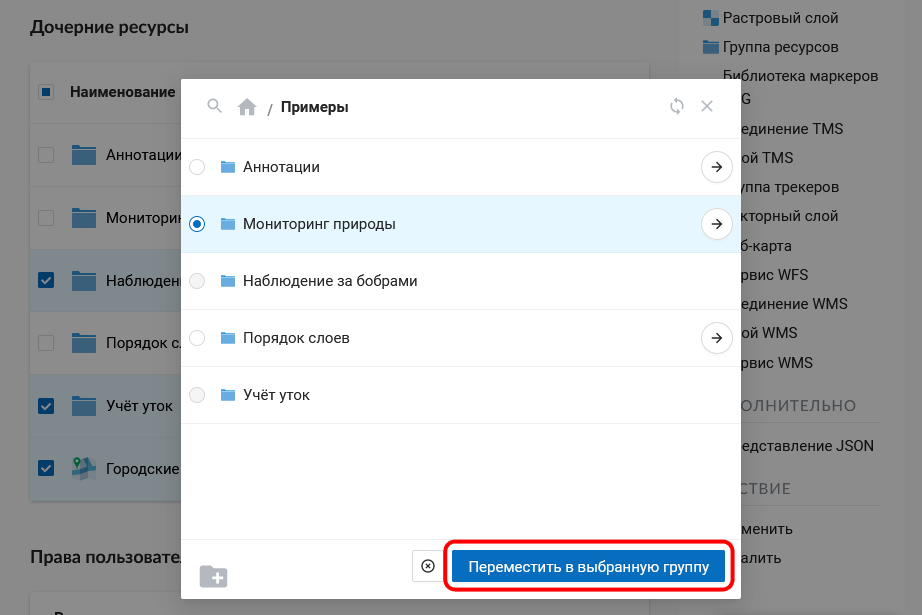 Дочерние ресурсы
Наименование
Аннотации
Наблюден
Порядок с
Учёт уток
Городские
Права пользовате
/ Примеры
Аннотации
Мониторинг природы
Наблюдение за бобрами
Порядок слоев
Учёт уток
Переместить в выбранную группу
Растровый слой
Группа ресурсов
Библиотека маркеров
G
единение TMS
ой TMS
уппа трекеров
кторный слой
б-карта
рвис WFS
единение WMS
ой WMS
рвис WMS
ОЛНИТЕЛЬНО
едставление JSON
СТВИЕ
менить
алить